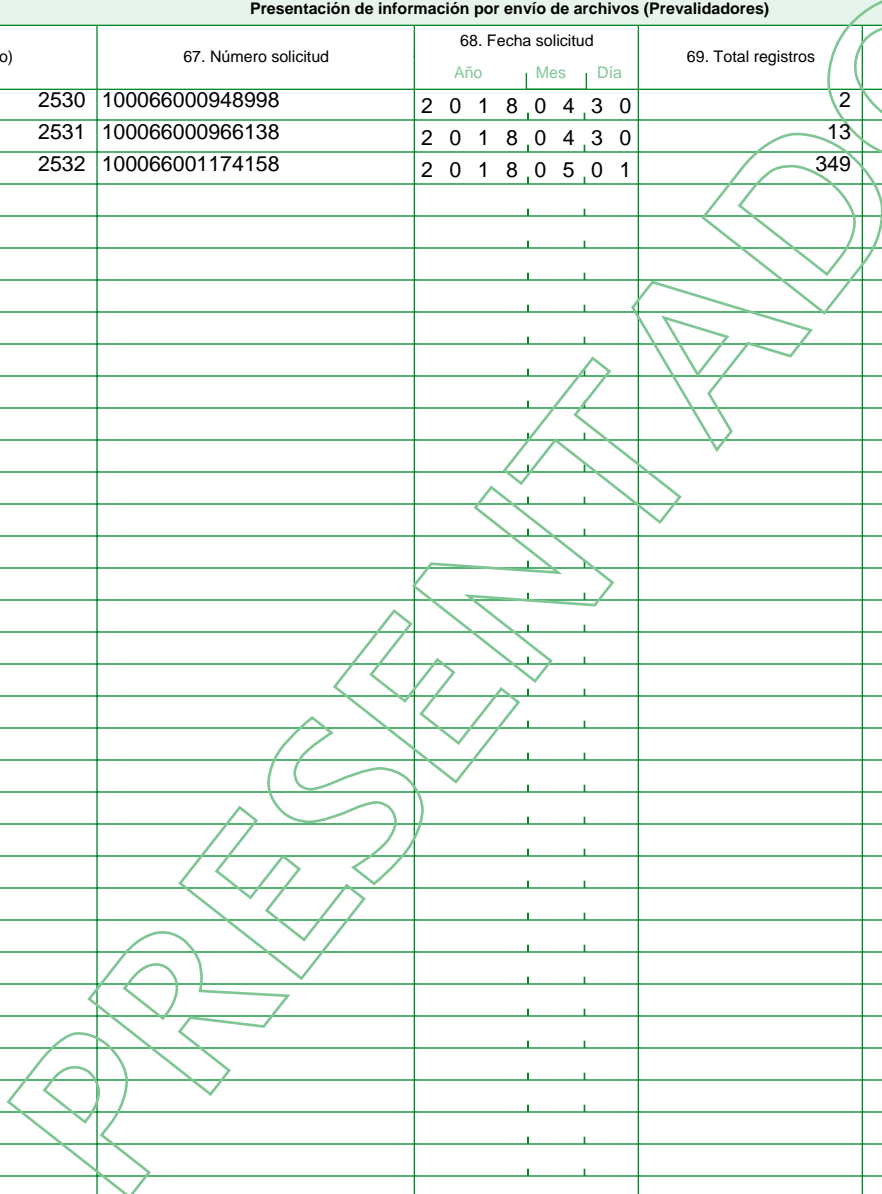 Presentación de información por envío de archivos (Prevalidadores)
o) 67. Número solicitud 68. Fecha solicitud 69. Total registros
Año Mes Día
2530 100066000948998 2 0 1 8 0 4 3 0 2
2531 100066000966138 2 0 1 8 0 4 3 0 13
2532 100066001174158 2 0 1 8 0 5 0 1 349
PRESENTADO